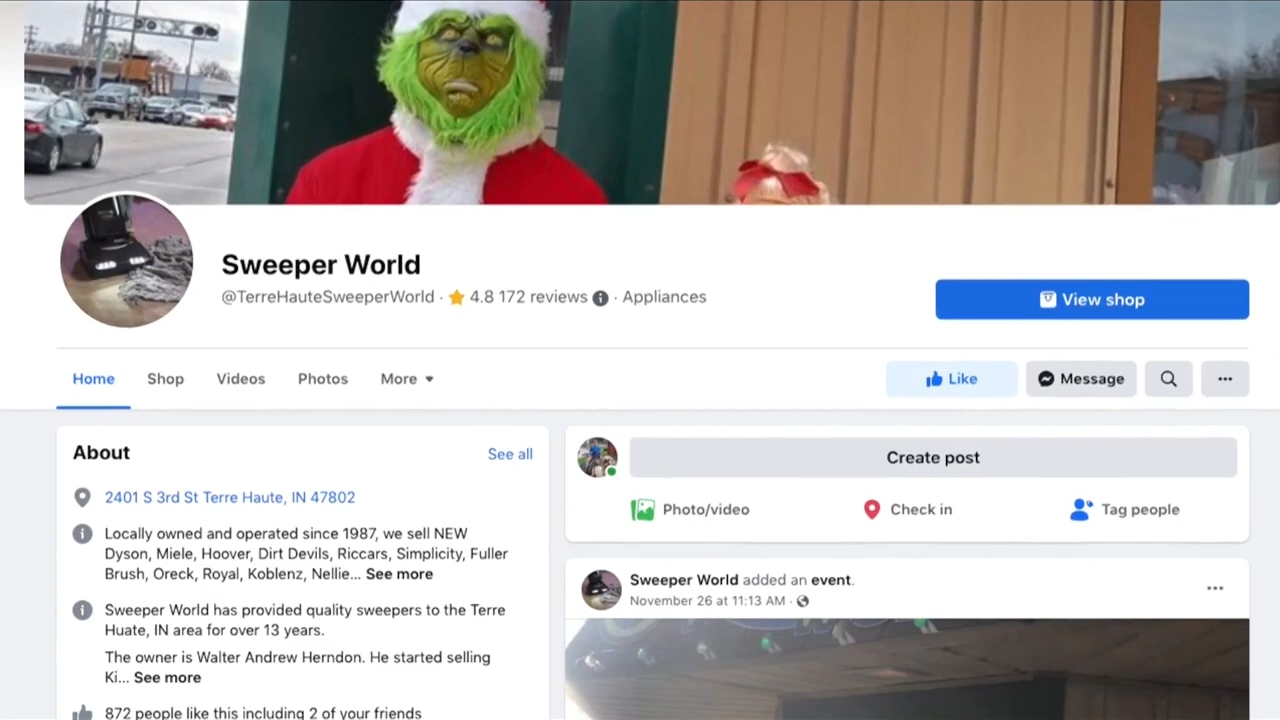 Sweeper World
@TerreHauteSweeperWorld · 4.8 172 reviews · Appliances
View shop
Home
Shop
Videos
Photos
More
Like
Message
About
See all
2401 S 3rd St Terre Haute, IN 47802
Locally owned and operated since 1987, we sell NEW
Dyson, Miele, Hoover, Dirt Devils, Riccars, Simplicity, Fuller
Brush, Oreck, Royal, Koblenz, Nellie... See more
Sweeper World has provided quality sweepers to the Terre
Huate, IN area for over 13 years.
The owner is Walter Andrew Herndon. He started selling
Ki... See more
872 people like this including 2 of your friends
Create post
Photo/video
Check in
Tag people
Sweeper World added an event.
November 26 at 11:13 AM ·